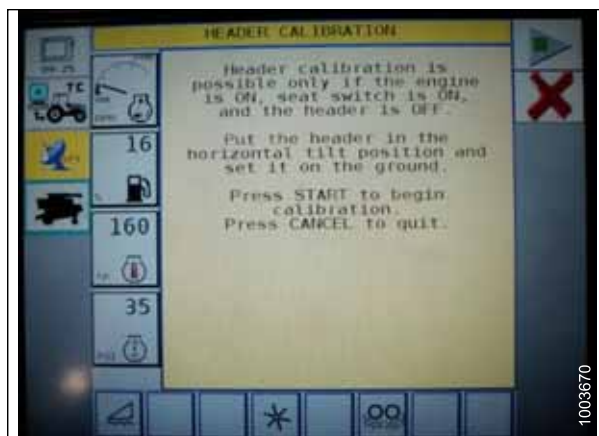 HEADER CALIBRATION
Header calibration is
possible only if the engine
is ON, seat switch is ON,
and the header is OFF.
Put the header in the
horizontal tilt position and
set it on the ground.
Press START to begin
calibration.
Press CANCEL to quit.
TC
16
160
35
1003670